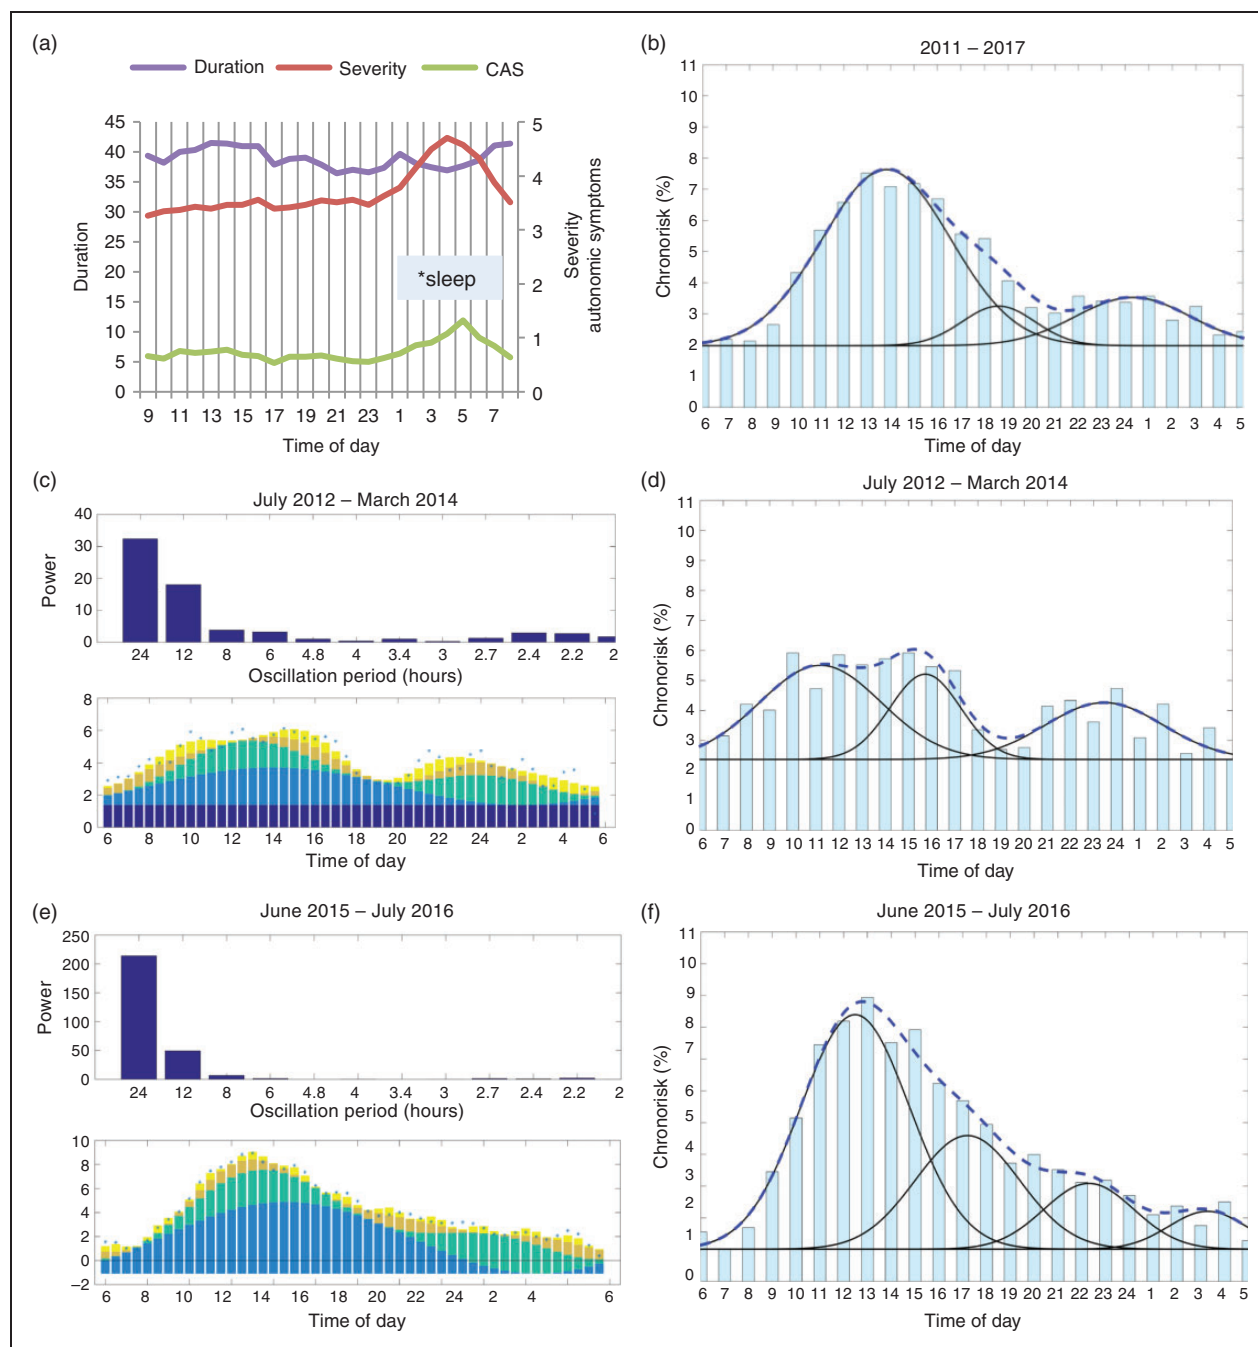 (a)
Duration Severity CAS
45
40
35
30
25
20
15
10
5
0
Duration
5
4
3
2
1
0
Severity
autonomic symptoms
*sleep
9 11 13 15 17 19 21 23 1 3 5 7
Time of day
(b)
2011 – 2017
11
10
9
8
7
6
5
4
3
2
1
0
Chronorisk (%)
6 7 8 9 10 11 12 13 14 15 16 17 18 19 20 21 22 23 24 1 2 3 4 5
Time of day
(c)
July 2012 – March 2014
40
30
20
10
0
Power
24 12 8 6 4.8 4 3.4 3 2.7 2.4 2.2 2
Oscillation period (hours)
8
6
4
2
0
6 8 10 12 14 16 18 20 22 24 2 4 6
Time of day
(d)
July 2012 – March 2014
11
10
9
8
7
6
5
4
3
2
1
0
Chronorisk (%)
6 7 8 9 10 11 12 13 14 15 16 17 18 19 20 21 22 23 24 1 2 3 4 5
Time of day
(e)
June 2015 – July 2016
250
200
150
100
50
0
Power
24 12 8 6 4.8 4 3.4 3 2.7 2.4 2.2 2
Oscillation period (hours)
10
8
6
4
2
0
–2
6 8 10 12 14 16 18 20 22 24 2 4 6
Time of day
(f)
June 2015 – July 2016
11
10
9
8
7
6
5
4
3
2
1
0
Chronorisk (%)
6 7 8 9 10 11 12 13 14 15 16 17 18 19 20 21 22 23 24 1 2 3 4 5
Time of day